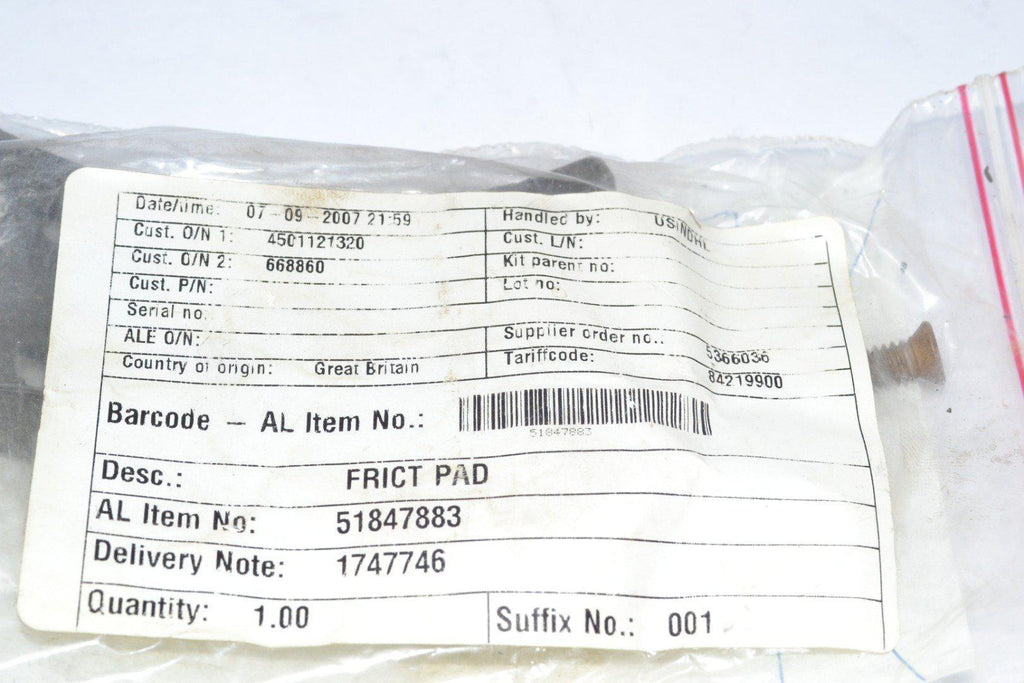 Date/time: 07-09-2007 21:59 Handled by: USINDHL
Cust. O/N 1: 4501121320 Cust. L/N:
Cust. O/N 2: 668860 Kit parent no:
Cust. P/N: Lot no:
Serial no:
ALE O/N: Supplier order no.: 5366036
Country of origin: Great Britain Tariffcode: 84219900
Barcode – AL Item No.:
51847883
Desc.: FRICT PAD
AL Item No: 51847883
Delivery Note: 1747746
Quantity: 1.00 Suffix No.: 001